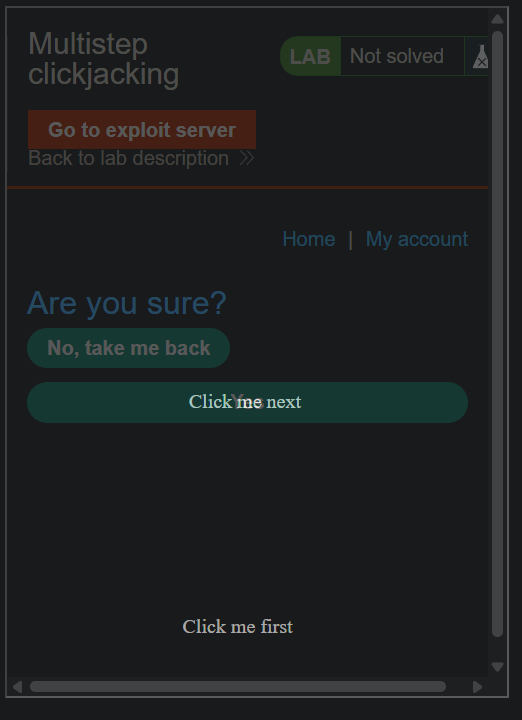 Multistep
clickjacking
LAB Not solved
Go to exploit server
Back to lab description
Home | My account
Are you sure?
No, take me back
Yes
Click me next
Click me first